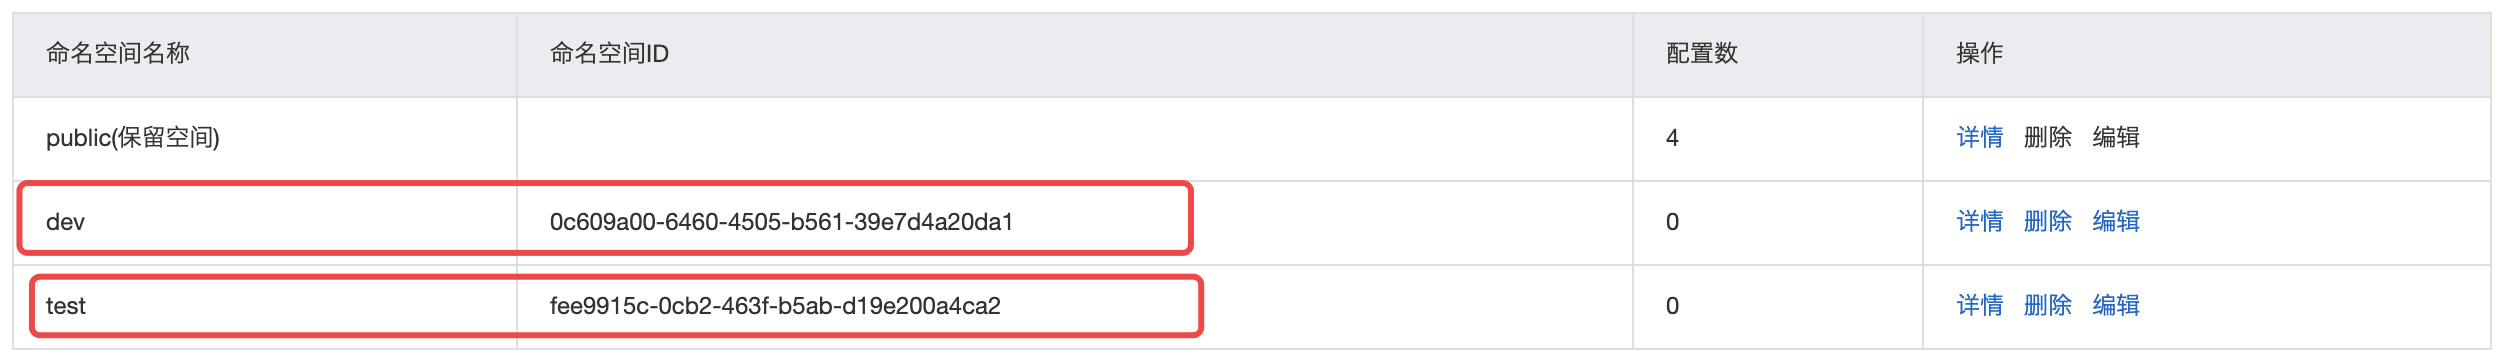 命名空间名称 命名空间ID 配置数 操作
public(保留空间) 4 详情 删除 编辑
dev 0c609a00-6460-4505-b561-39e7d4a20da1 0 详情 删除 编辑
test fee9915c-0cb2-463f-b5ab-d19e200a4ca2 0 详情 删除 编辑